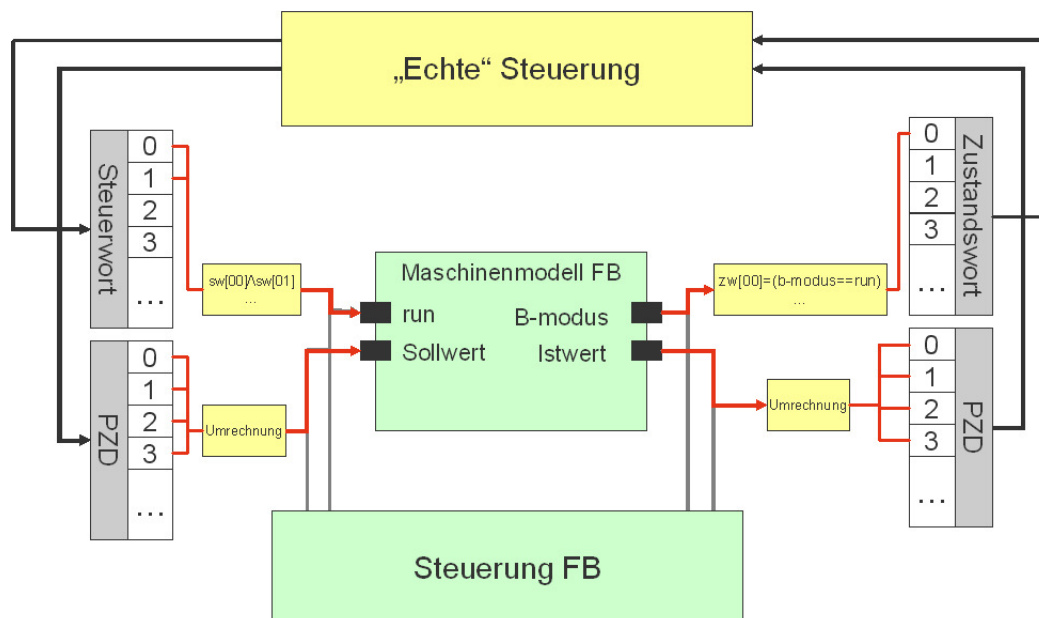 „Echte“ Steuerung
Steuerwort
0
1
2
3
...
sw[00]/\sw[01]
...
Maschinenmodell FB
run
B-modus
Sollwert
Istwert
zw[00]=(b-modus==run)
...
0
1
2
3
...
Zustandswort
PZD
0
1
2
3
...
Umrechnung
Umrechnung
0
1
2
3
...
PZD
Steuerung FB